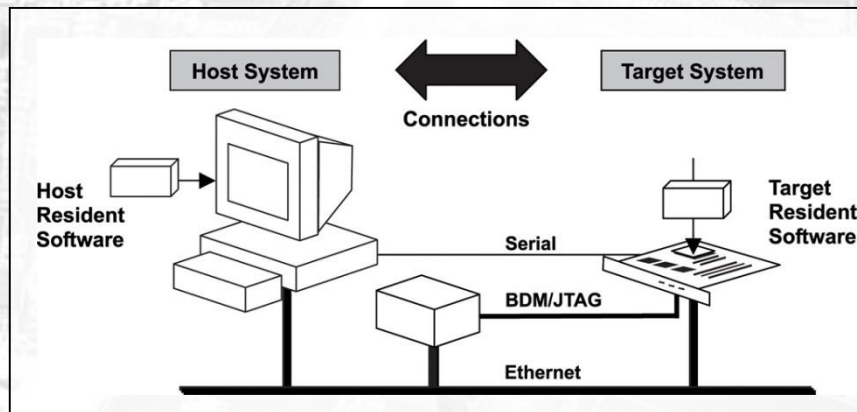 Host System
Target System
Connections
Host
Resident
Software
Target
Resident
Software
Serial
BDM/JTAG
Ethernet